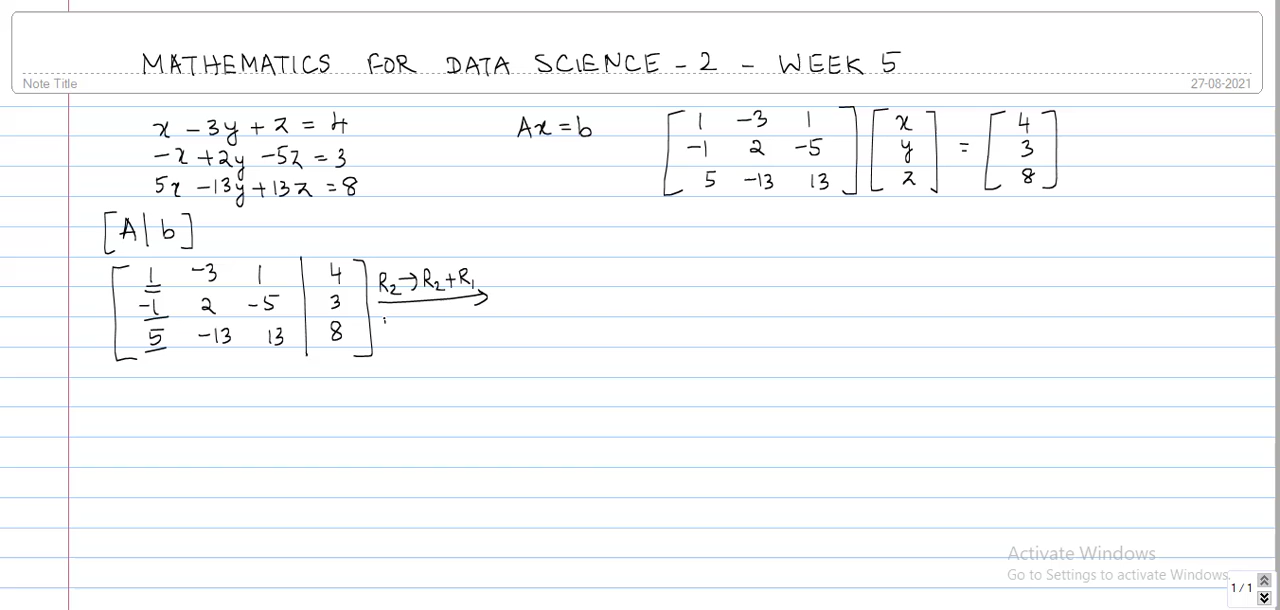 MATHEMATICS FOR DATA SCIENCE - 2 - WEEK 5
Note Title
27-08-2021
x - 3y + z = 4
-x + 2y - 5z = 3
5x - 13y + 13z = 8
Ax = b
1 -3 1
-1 2 -5
5 -13 13
x
y
z
=
4
3
8
[A | b]
1 -3 1 | 4
-1 2 -5 | 3
5 -13 13 | 8
R₂→R₂+R₁
Activate Windows
Go to Settings to activate Windows.
1 / 1